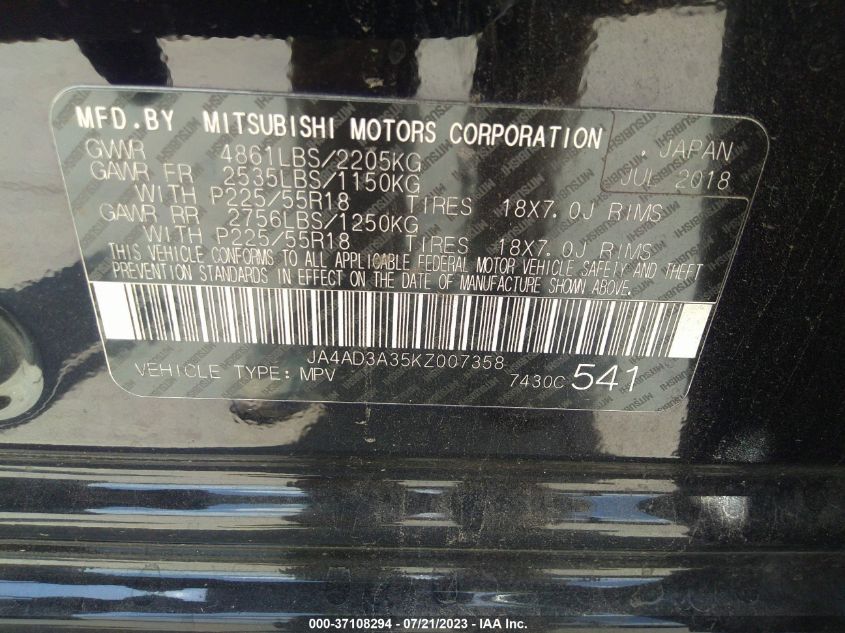 MFD.BY MITSUBISHI MOTORS CORPORATION
. JAPAN
GVWR 4861LBS/2205KG
JUL 2018
GAWR FR 2535LBS/1150KG
WITH P225/55R18 TIRES 18X7.0J RIMS
GAWR RR 2756LBS/1250KG
WITH P225/55R18 TIRES 18X7.0J RIMS
THIS VEHICLE CONFORMS TO ALL APPLICABLE FEDERAL MOTOR VEHICLE SAFETY AND THEFT
PREVENTION STANDARDS IN EFFECT ON THE DATE OF MANUFACTURE SHOWN ABOVE.
JA4AD3A35KZ007358
VEHICLE TYPE: MPV 7430C 541
000-37108294 - 07/21/2023 - IAA Inc.